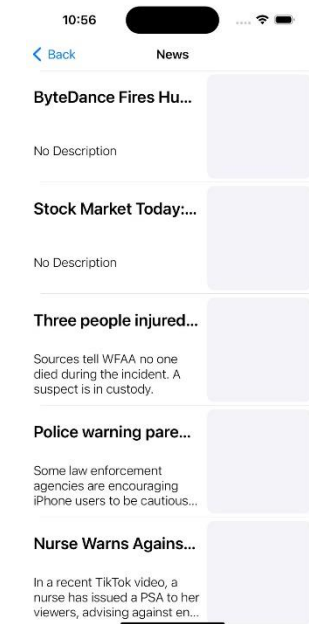 10:56
Back
News
ByteDance Fires Hu...
No Description
Stock Market Today:...
No Description
Three people injured...
Sources tell WFAA no one
died during the incident. A
suspect is in custody.
Police warning pare...
Some law enforcement
agencies are encouraging
iPhone users to be cautious...
Nurse Warns Agains...
In a recent TikTok video, a
nurse has issued a PSA to her
viewers, advising against en...